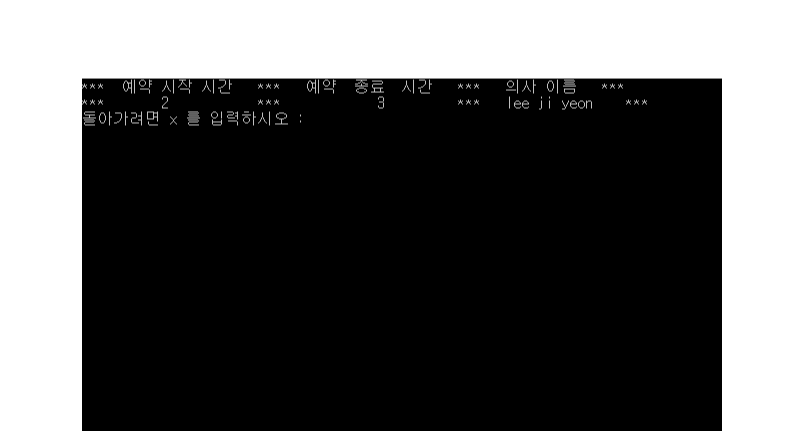 *** 예약 시작 시간 *** 예약 종료 시간 *** 의사 이름 ***
*** 2 *** 3 *** lee ji yeon ***
돌아가려면 x 를 입력하시오 :